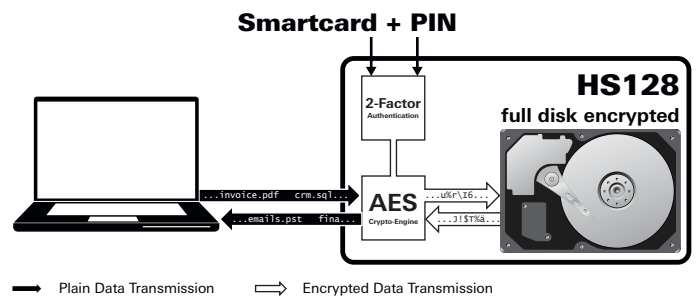 Smartcard + PIN
HS128
full disk encrypted
2-Factor
Authentication
...invoice.pdf crm.sql...
AES
Crypto-Engine
...u%r\I6...
...emails.pst fina...
...J!$T%ä...
Plain Data Transmission
Encrypted Data Transmission